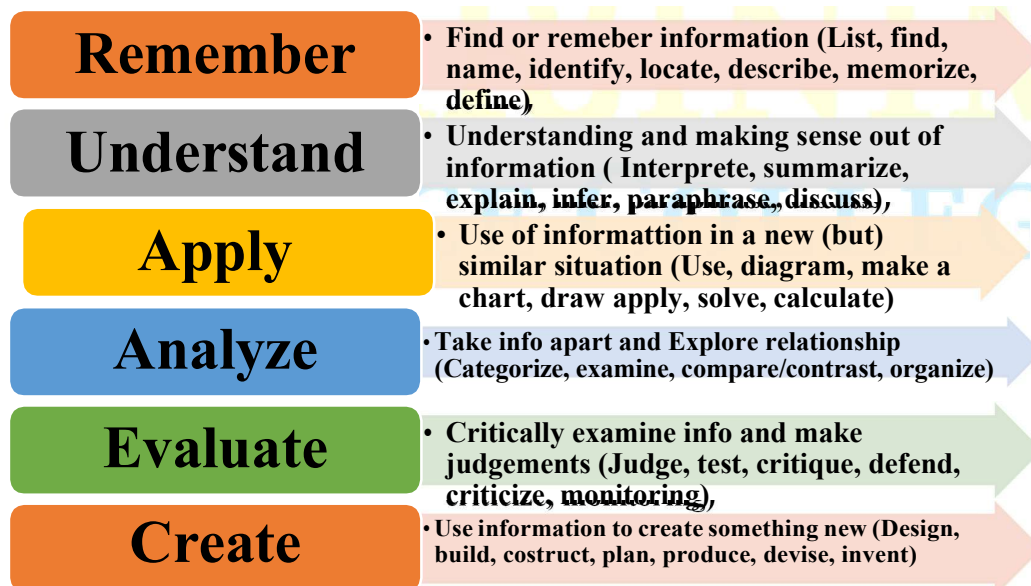 Remember
• Find or remeber information (List, find,
name, identify, locate, describe, memorize,
define),
Understand
• Understanding and making sense out of
information ( Interprete, summarize,
explain, infer, paraphrase, discuss),
Apply
• Use of informattion in a new (but)
similar situation (Use, diagram, make a
chart, draw apply, solve, calculate)
Analyze
• Take info apart and Explore relationship
(Categorize, examine, compare/contrast, organize)
Evaluate
• Critically examine info and make
judgements (Judge, test, critique, defend,
criticize, monitoring),
Create
• Use information to create something new (Design,
build, costruct, plan, produce, devise, invent)